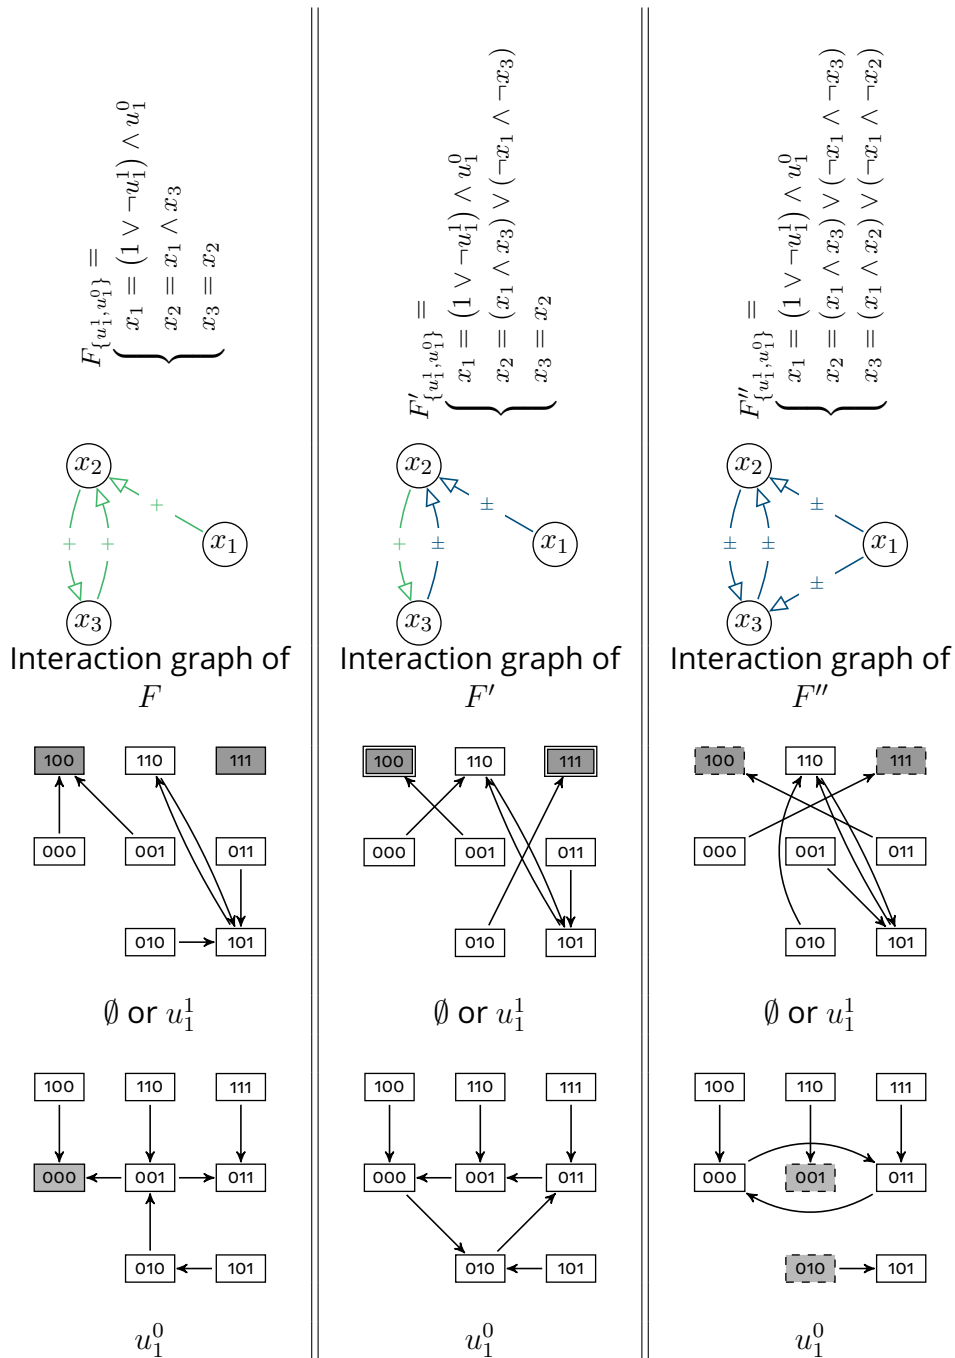 F_{u_1^1, u_1^0} =
x_1 = (1 ∨ ¬u_1^1) ∧ u_1^0
x_2 = x_1 ∧ x_3
x_3 = x_2
x_2
+
+ +
x_1
x_3
Interaction graph of
F
100 110 111
000 001 011
010 101
∅ or u_1^1
100 110 111
000 001 011
010 101
u_1^0
F′_{u_1^1, u_1^0} =
x_1 = (1 ∨ ¬u_1^1) ∧ u_1^0
x_2 = (x_1 ∧ x_3) ∨ (¬x_1 ∧ ¬x_3)
x_3 = x_2
x_2
±
+ ±
x_1
x_3
Interaction graph of
F′
100 110 111
000 001 011
010 101
∅ or u_1^1
100 110 111
000 001 011
010 101
u_1^0
F″_{u_1^1, u_1^0} =
x_1 = (1 ∨ ¬u_1^1) ∧ u_1^0
x_2 = (x_1 ∧ x_3) ∨ (¬x_1 ∧ ¬x_3)
x_3 = (x_1 ∧ x_2) ∨ (¬x_1 ∧ ¬x_2)
x_2
±
± ±
x_1
±
x_3
Interaction graph of
F″
100 110 111
000 001 011
010 101
∅ or u_1^1
100 110 111
000 001 011
010 101
u_1^0